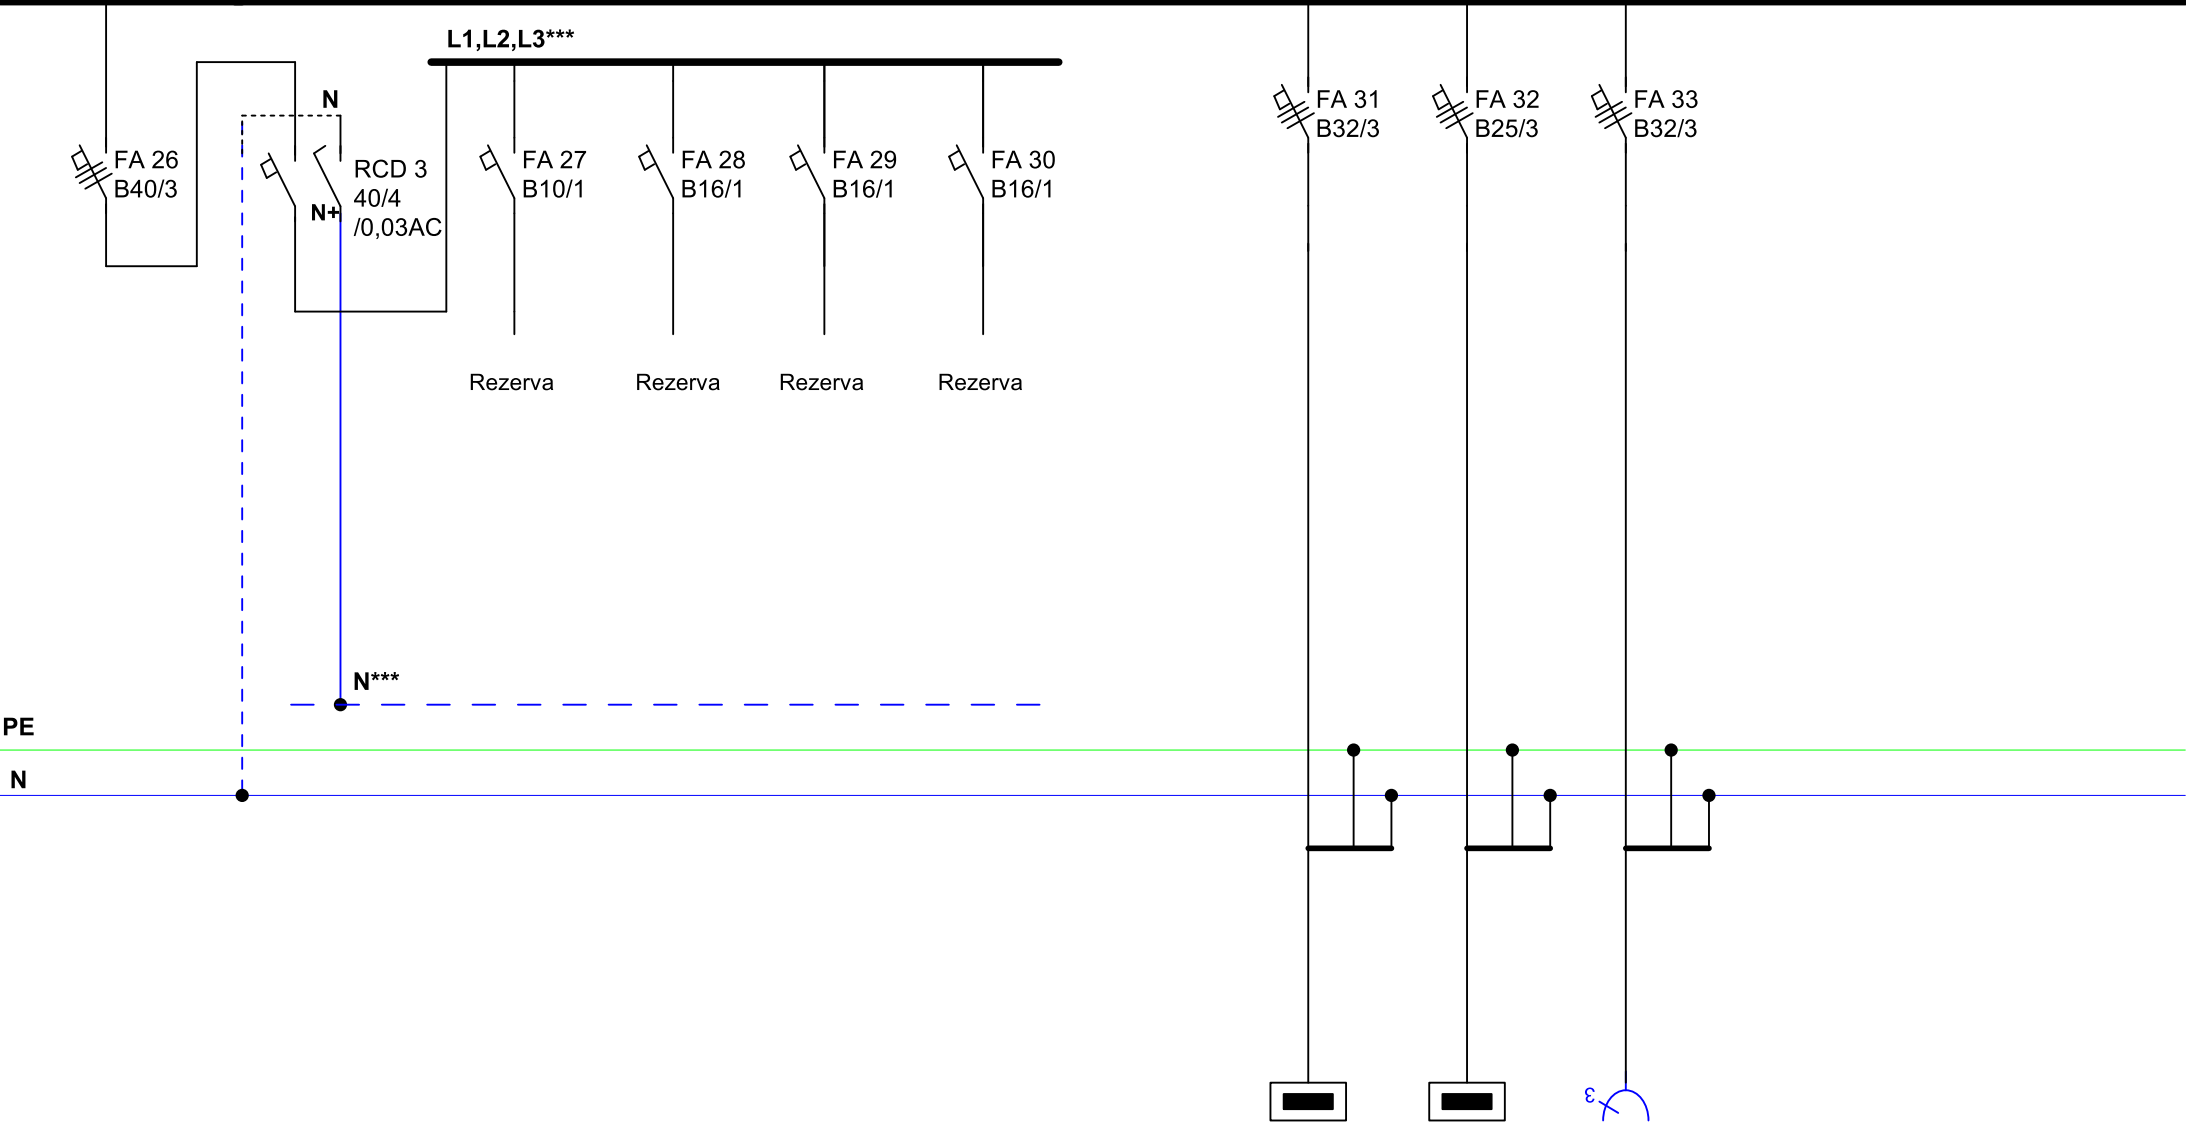 L1,L2,L3***
N
FA 31
B32/3
FA 32
B25/3
FA 33
B32/3
FA 26
B40/3
RCD 3
40/4
/0,03AC
N+
FA 27
B10/1
FA 28
B16/1
FA 29
B16/1
FA 30
B16/1
Rezerva
Rezerva
Rezerva
Rezerva
N***
PE
N
3